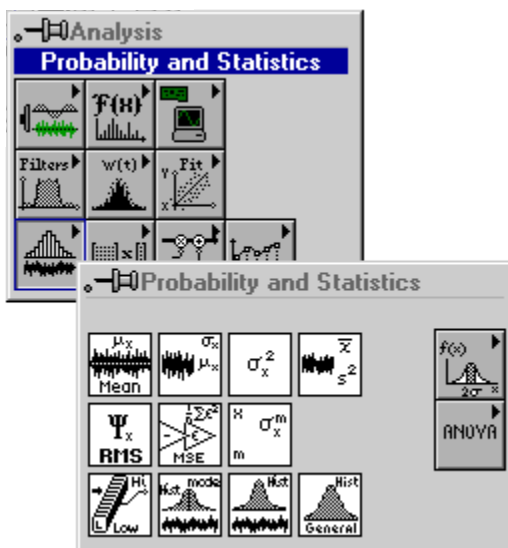 Analysis
Probability and Statistics
F(x)
Filters
w(t)
Fit
Y
x
Probability and Statistics
μx
Mean
σx
μx
σx²
x̄
s²
f(x)
2σ x
Ψx
RMS
MSE
x
σxm
m
ANOVA
Hi
L
Low
mode
Hist
Hist
Hist
General